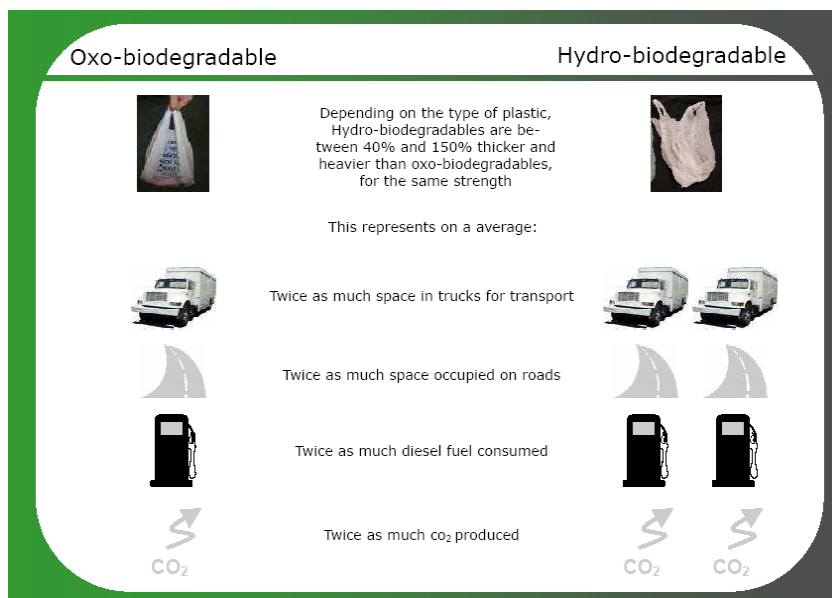 Oxo-biodegradable
Hydro-biodegradable
Depending on the type of plastic,
Hydro-biodegradables are be-
tween 40% and 150% thicker and
heavier than oxo-biodegradables,
for the same strength
This represents on a average:
Twice as much space in trucks for transport
Twice as much space occupied on roads
Twice as much diesel fuel consumed
Twice as much co₂ produced
CO₂
CO₂
CO₂